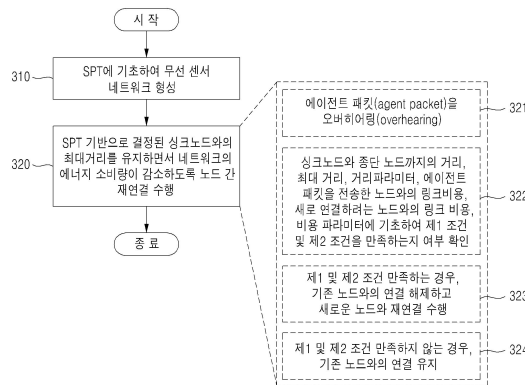 시 작
310
SPT에 기초하여 무선 센서
네트워크 형성
320
SPT 기반으로 결정된 싱크노드와의
최대거리를 유지하면서 네트워크의
에너지 소비량이 감소하도록 노드 간
재연결 수행
종 료
에이전트 패킷(agent packet)을
오버히어링(overhearing)
321
싱크노드와 종단 노드까지의 거리,
최대 거리, 거리파라미터, 에이전트
패킷을 전송한 노드와의 링크비용,
새로 연결하려는 노드와의 링크 비용,
비용 파라미터에 기초하여 제1 조건
및 제2 조건을 만족하는지 여부 확인
322
제1 및 제2 조건 만족하는 경우,
기존 노드와의 연결 해제하고
새로운 노드와 재연결 수행
323
제1 및 제2 조건 만족하지 않는 경우,
기존 노드와의 연결 유지
324